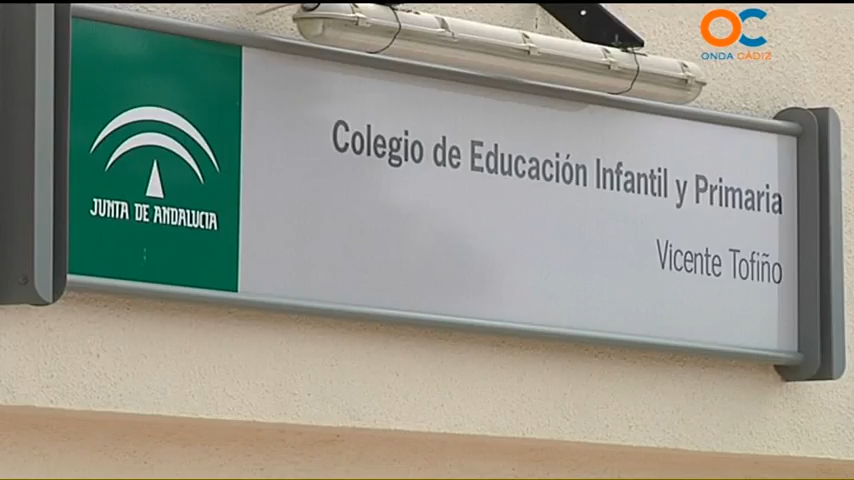 OC
ONDA CÁDIZ
Colegio de Educación Infantil y Primaria
Vicente Tofiño
JUNTA DE ANDALUCIA